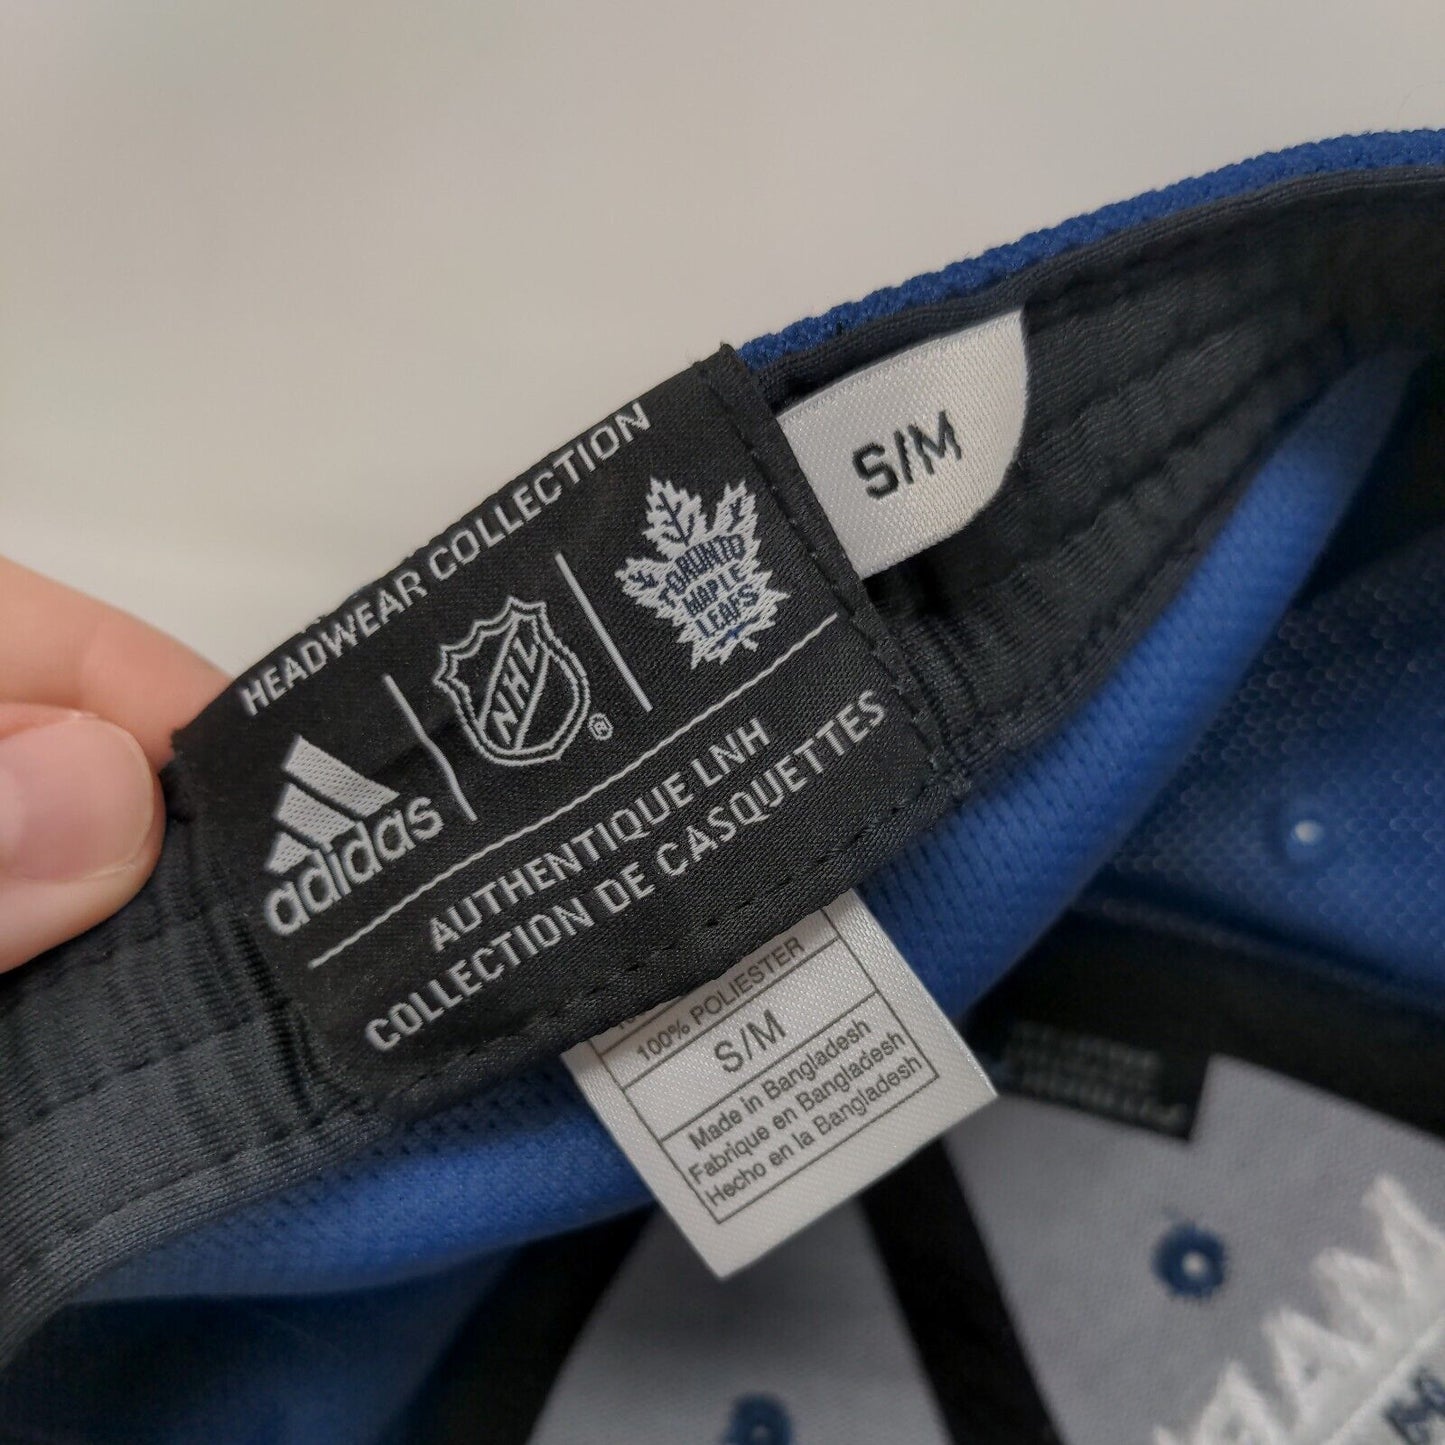 HEADWEAR COLLECTION
adidas
NHL
®
TORONTO
MAPLE
LEAFS
AUTHENTIQUE LNH
COLLECTION DE CASQUETTES
S/M
100% POLIESTER
S/M
Made in Bangladesh
Fabrique en Bangladesh
Hecho en la Bangladesh